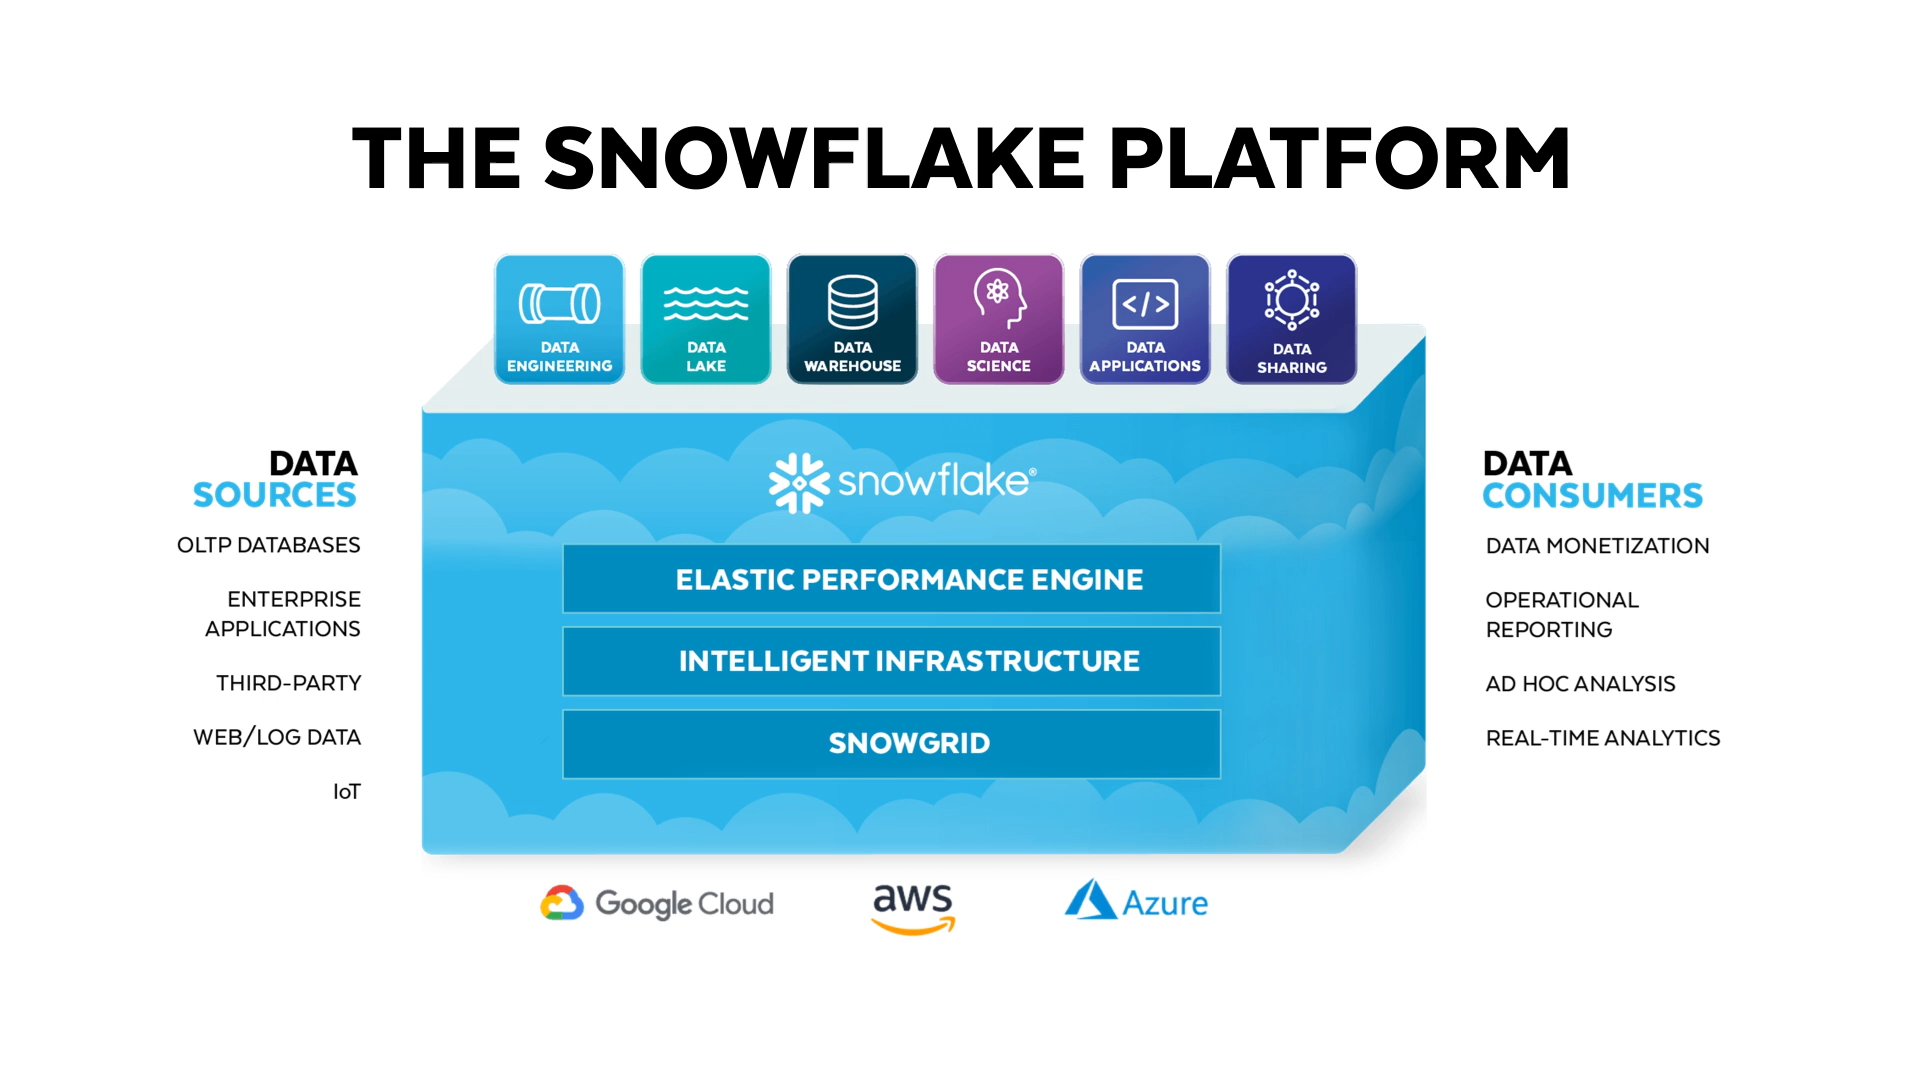 THE SNOWFLAKE PLATFORM
DATA
ENGINEERING
DATA
LAKE
DATA
WAREHOUSE
DATA
SCIENCE
</>
DATA
APPLICATIONS
DATA
SHARING
DATA
SOURCES
OLTP DATABASES
ENTERPRISE
APPLICATIONS
THIRD-PARTY
WEB/LOG DATA
IoT
snowflake®
ELASTIC PERFORMANCE ENGINE
INTELLIGENT INFRASTRUCTURE
SNOWGRID
DATA
CONSUMERS
DATA MONETIZATION
OPERATIONAL
REPORTING
AD HOC ANALYSIS
REAL-TIME ANALYTICS
Google Cloud
aws
Azure